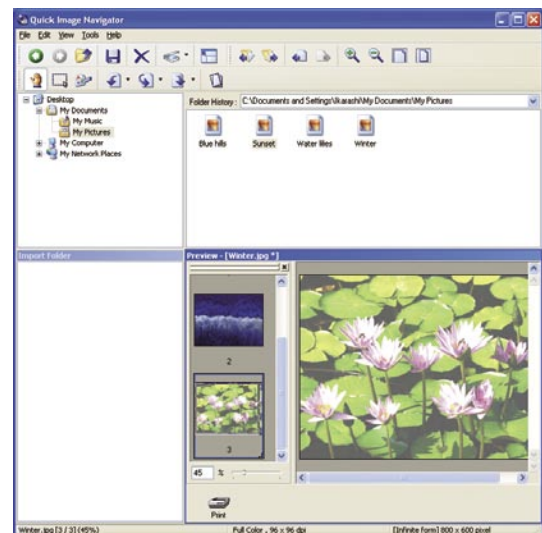 Quick Image Navigator
File Edit View Tools Help
Desktop
My Documents
My Music
My Pictures
My Computer
My Network Places
Folder History: C:\Documents and Settings\lkarashi\My Documents\My Pictures
Blue hills
Sunset
Water lilies
Winter
Import Folder
Preview - [Winter.jpg *]
2
3
45 %
Print
Winter.jpg [3 / 3] (45%)
Full Color , 96 x 96 dpi
[Infinite form] 800 x 600 pixel